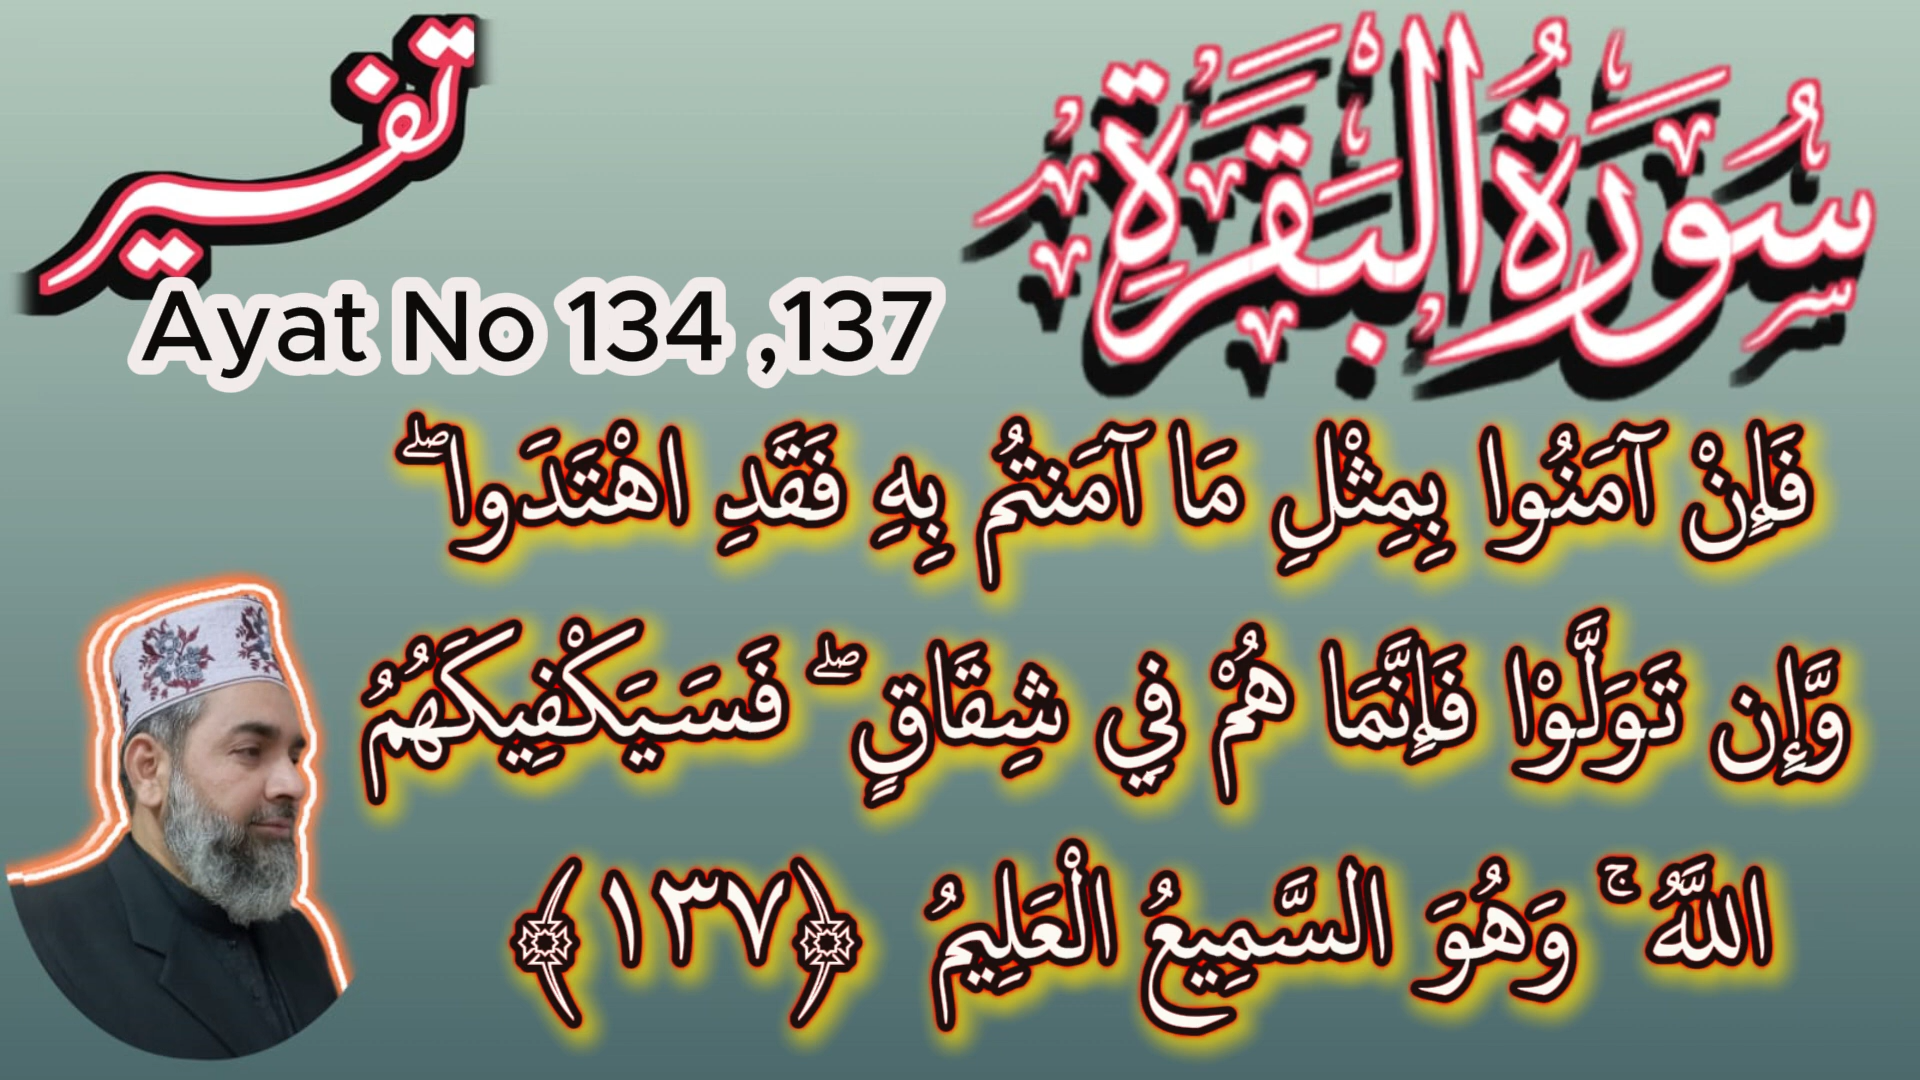 سُورَةُ الْبَقَرَةِ
تفسیر
Ayat No 134 ,137
فَإِنْ آمَنُوا بِمِثْلِ مَا آمَنتُم بِهِ فَقَدِ اهْتَدَوا ۖ
وَّإِن تَوَلَّوْا فَإِنَّمَا هُمْ فِي شِقَاقٍ ۖ فَسَيَكْفِيكَهُمُ
اللَّهُ ۚ وَهُوَ السَّمِيعُ الْعَلِيمُ ﴿١٣٧﴾